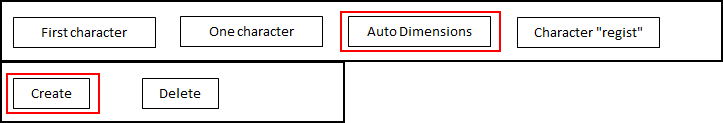 First character One character Auto Dimensions Character "regist"
Create Delete